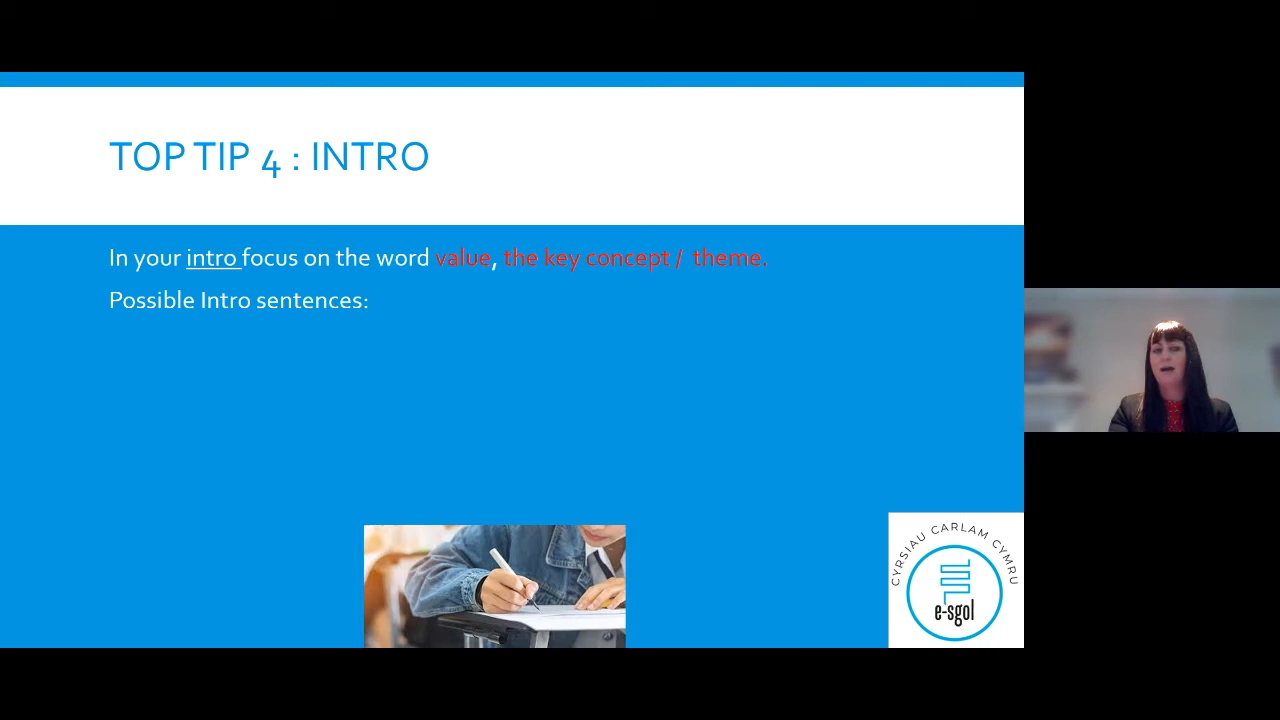 TOP TIP 4 : INTRO
In your intro focus on the word value, the key concept / theme.
Possible Intro sentences:
CYRSIAU CARLAM CYMRU
e-sgol